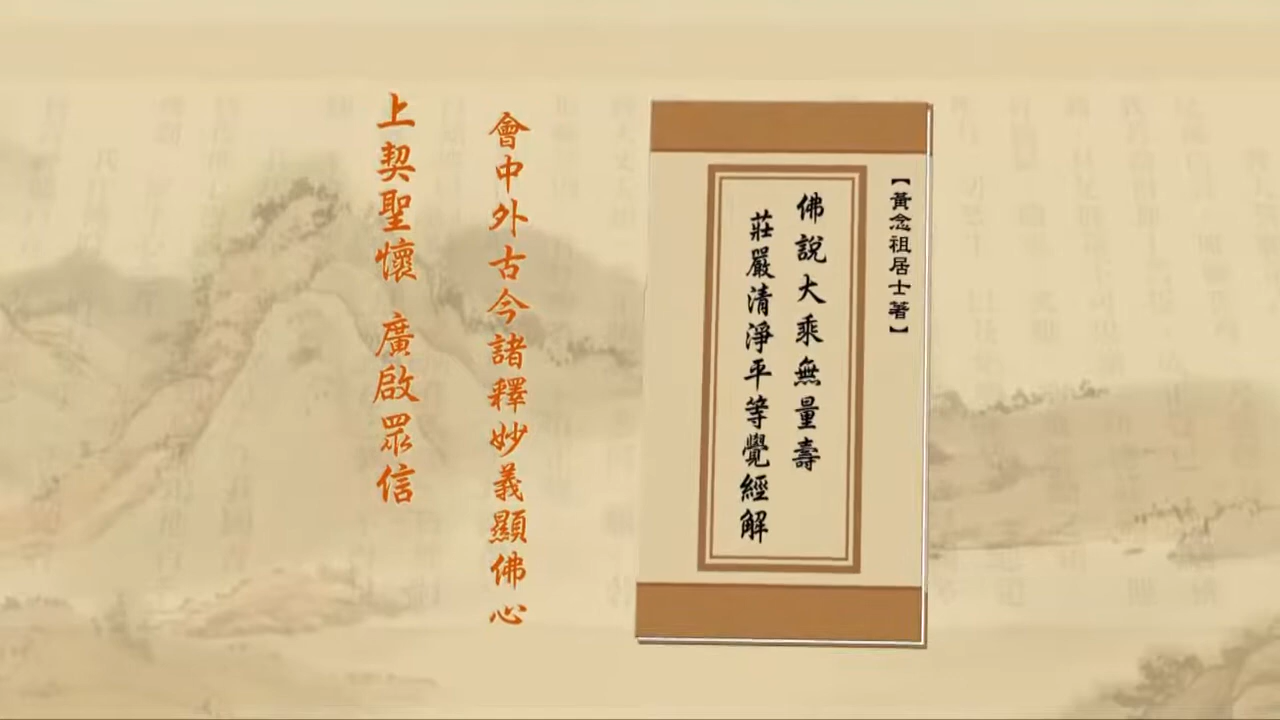 【黃念祖居士著】
佛說大乘無量壽
莊嚴清淨平等覺經解
會中外古今諸釋妙義顯佛心
上契聖懷 廣啟眾信